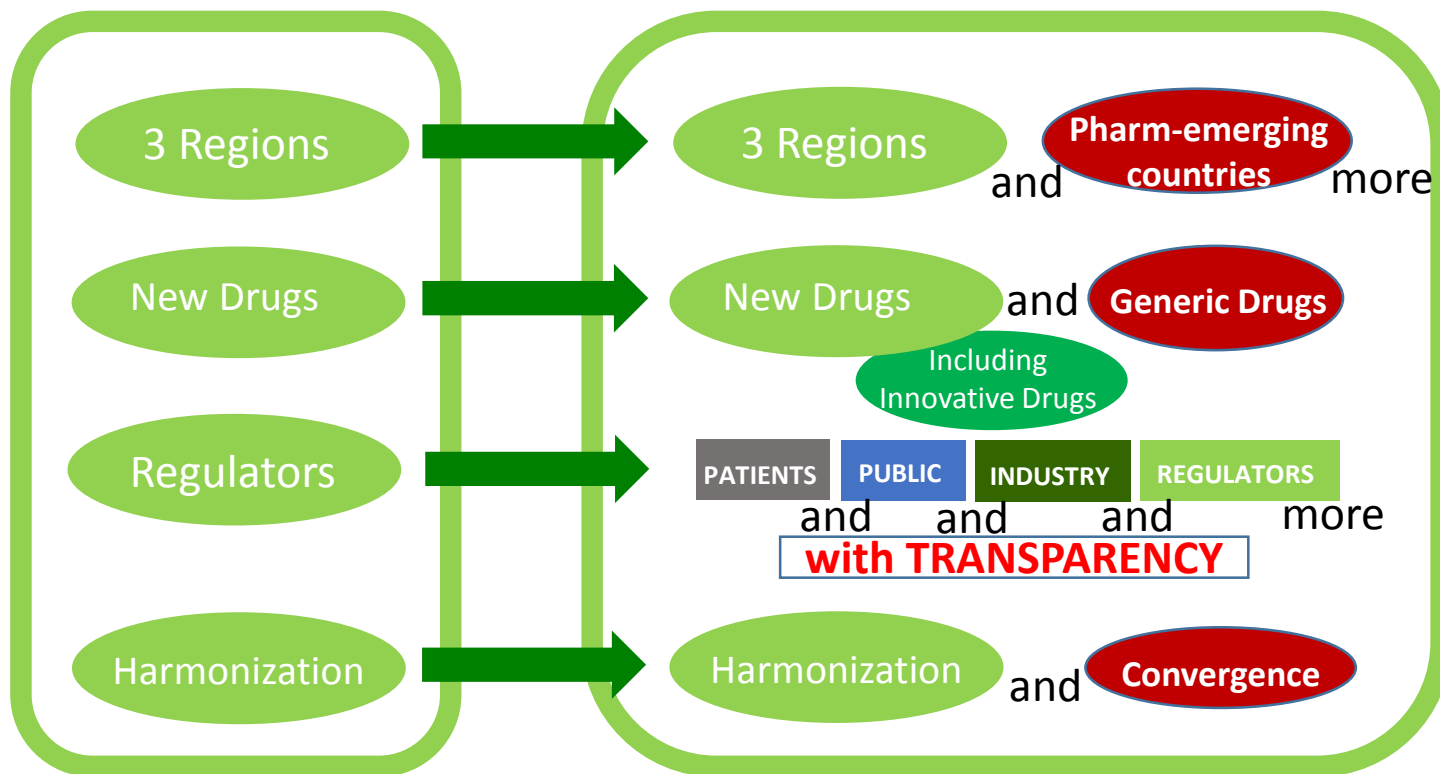 3 Regions
3 Regions
and
Pharm-emerging
countries
more
New Drugs
New Drugs
and
Generic Drugs
Including
Innovative Drugs
Regulators
PATIENTS
PUBLIC
INDUSTRY
REGULATORS
and
and
and
more
with TRANSPARENCY
Harmonization
Harmonization
and
Convergence